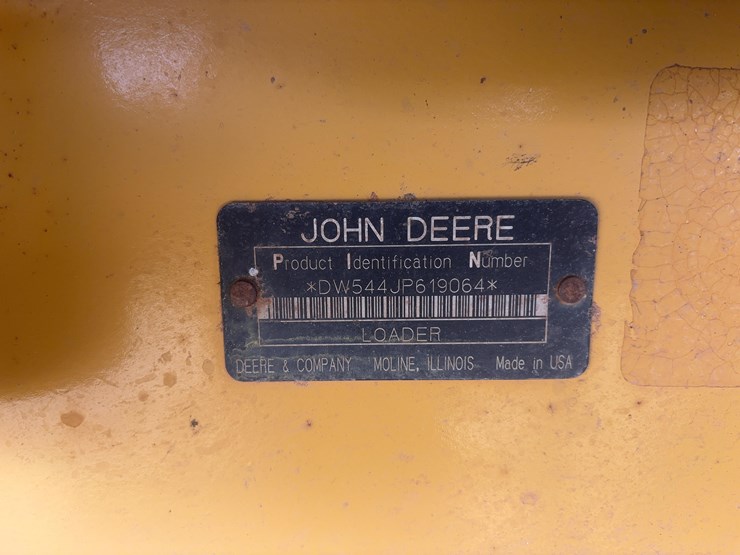 JOHN DEERE
Product Identification Number
*DW544JP619064*
LOADER
DEERE & COMPANY MOLINE, ILLINOIS Made in USA